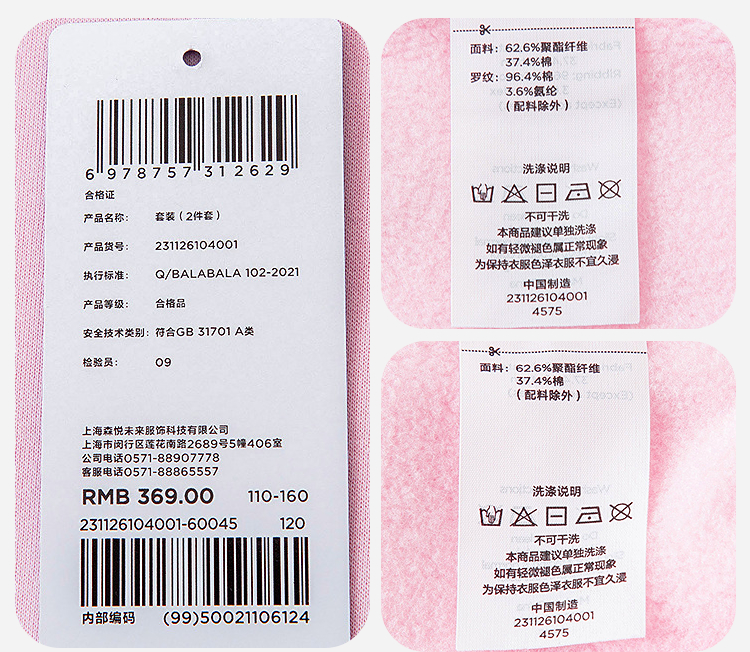 6 978757 312629
合格证
产品名称: 套装（2件套）
产品货号: 231126104001
执行标准: Q/BALABALA 102-2021
产品等级: 合格品
安全技术类别: 符合GB 31701 A类
检验员: 09
上海森悦未来服饰科技有限公司
上海市闵行区莲花南路2689号5幢406室
公司电话0571-88907778
客服电话0571-88865557
RMB 369.00 110-160
231126104001-60045 120
内部编码 (99)50021106124
面料: 62.6%聚酯纤维
37.4%棉
罗纹: 96.4%棉
3.6%氨纶
（配料除外）
洗涤说明
不可干洗
本商品建议单独洗涤
如有轻微褪色属正常现象
为保持衣服色泽衣服不宜久浸
中国制造
231126104001
4575
面料: 62.6%聚酯纤维
37.4%棉
（配料除外）
洗涤说明
不可干洗
本商品建议单独洗涤
如有轻微褪色属正常现象
为保持衣服色泽衣服不宜久浸
中国制造
231126104001
4575